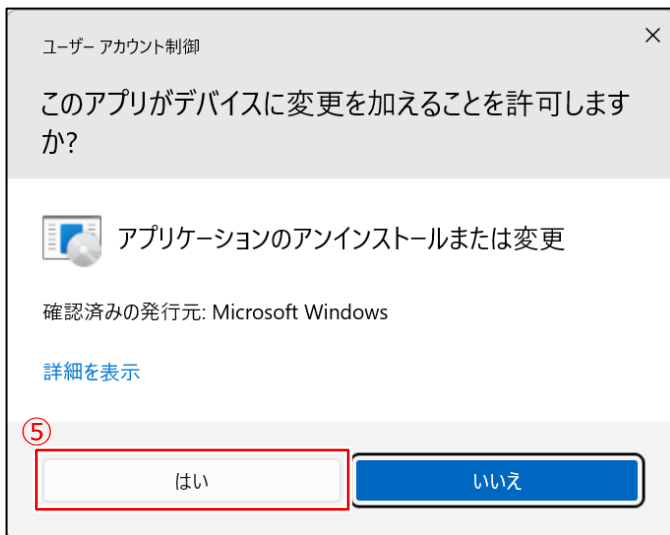 ユーザー アカウント制御
このアプリがデバイスに変更を加えることを許可します
か?
アプリケーションのアンインストールまたは変更
確認済みの発行元: Microsoft Windows
詳細を表示
⑤
はい
いいえ